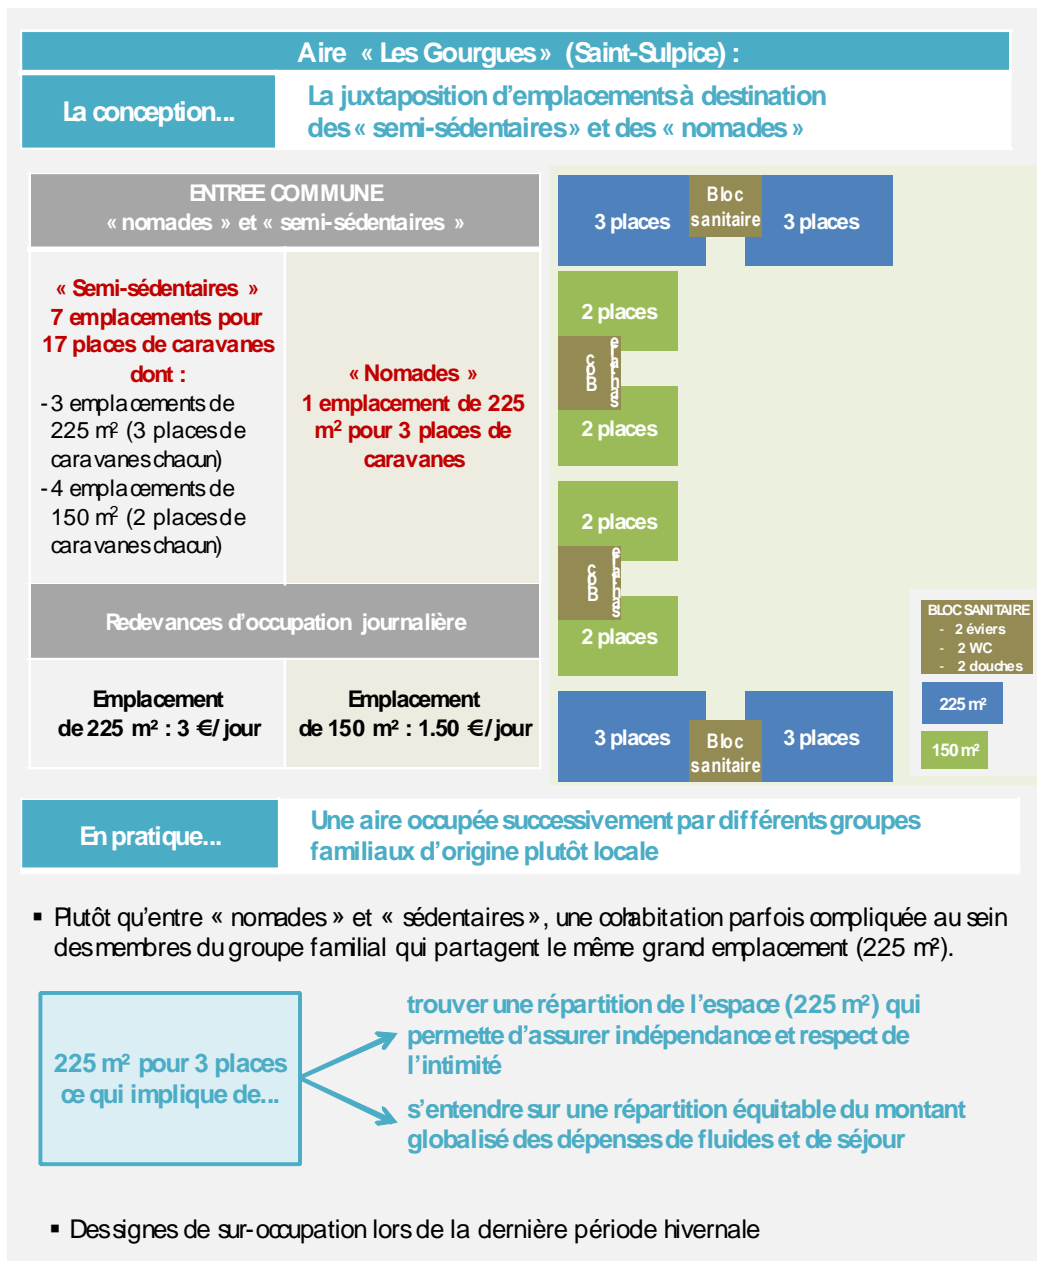 Aire « Les Gourgues » (Saint-Sulpice) :
La conception...
La juxtaposition d’emplacements à destination
des « semi-sédentaires » et des « nomades »
ENTREE COMMUNE
« nomades » et « semi-sédentaires »
« Semi-sédentaires »
7 emplacements pour
17 places de caravanes
dont :
- 3 emplacements de
225 m² (3 places de
caravanes chacun)
- 4 emplacements de
150 m² (2 places de
caravanes chacun)
« Nomades »
1 emplacement de 225
m² pour 3 places de
caravanes
Redevances d’occupation journalière
Emplacement
de 225 m² : 3 €/ jour
Emplacement
de 150 m² : 1.50 €/ jour
3 places
Bloc
sanitaire
3 places
2 places
Bloc
2 places
2 places
Bloc
2 places
3 places
Bloc
sanitaire
3 places
BLOC SANITAIRE
- 2 éviers
- 2 WC
- 2 douches
225 m²
150 m²
En pratique...
Une aire occupée successivement par différents groupes
familiaux d’origine plutôt locale
▪ Plutôt qu’entre « nomades » et « sédentaires », une cohabitation parfois compliquée au sein
des membres du groupe familial qui partagent le même grand emplacement (225 m²).
225 m² pour 3 places
ce qui implique de...
trouver une répartition de l’espace (225 m²) qui
permette d’assurer indépendance et respect de
l’intimité
s’entendre sur une répartition équitable du montant
globalisé des dépenses de fluides et de séjour
▪ Des signes de sur-occupation lors de la dernière période hivernale